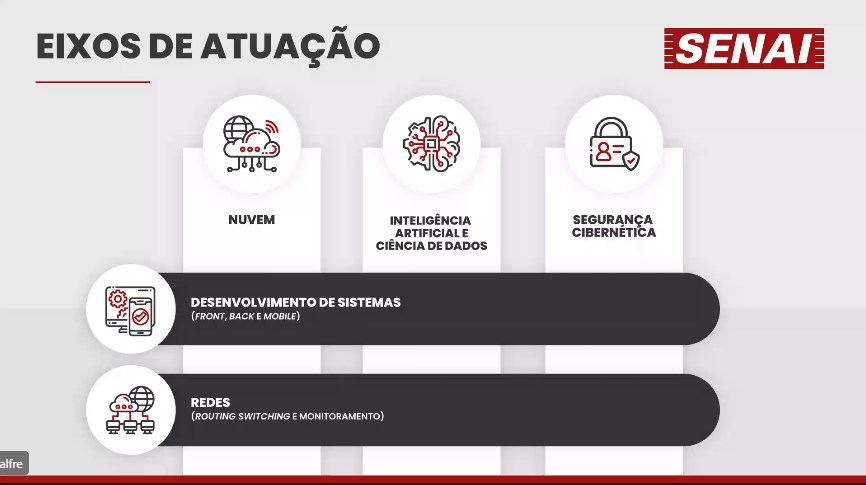 EIXOS DE ATUAÇÃO
SENAI
NUVEM
INTELIGÊNCIA
ARTIFICIAL E
CIÊNCIA DE DADOS
SEGURANÇA
CIBERNÉTICA
DESENVOLVIMENTO DE SISTEMAS
(FRONT, BACK E MOBILE)
REDES
(ROUTING SWITCHING E MONITORAMENTO)
alfre